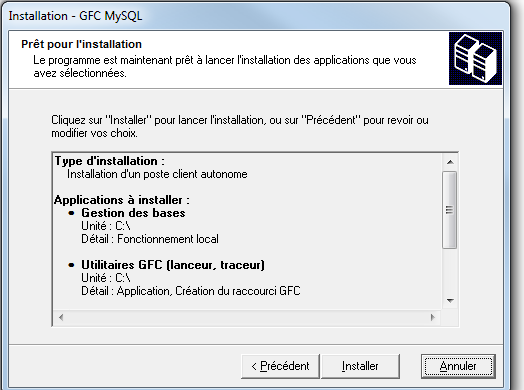 Installation - GFC MySQL
Prêt pour l'installation
Le programme est maintenant prêt à lancer l'installation des applications que vous
avez sélectionnées.
Cliquez sur "Installer" pour lancer l'installation, ou sur "Précédent" pour revoir ou
modifier vos choix.
Type d'installation :
Installation d'un poste client autonome
Applications à installer :
• Gestion des bases
Unité : C:\
Détail : Fonctionnement local
• Utilitaires GFC (lanceur, traceur)
Unité : C:\
Détail : Application, Création du raccourci GFC
< Précédent
Installer
Annuler